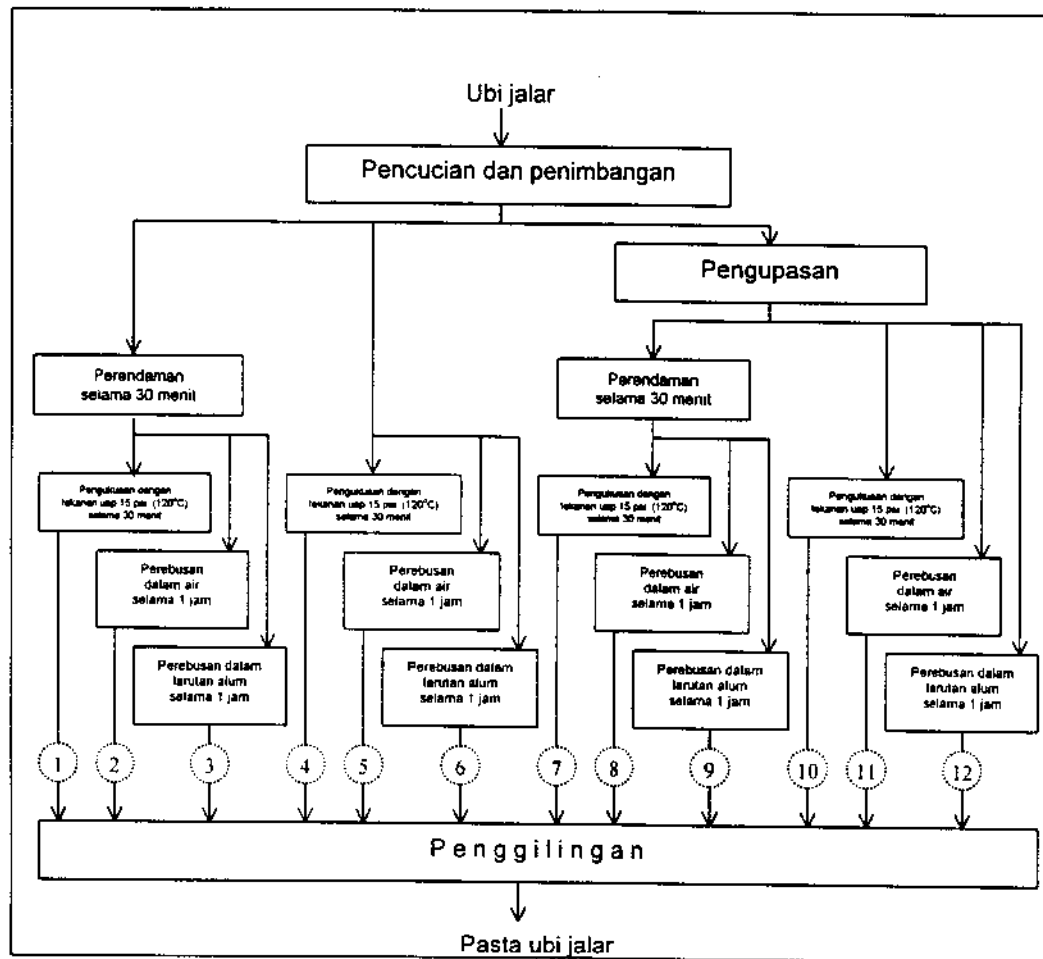 Ubi jalar
Pencucian dan penimbangan
Pengupasan
Perendaman
selama 30 menit
Perendaman
selama 30 menit
Pengukusan dengan
tekanan uap 15 psi (120°C)
selama 30 menit
Pengukusan dengan
tekanan uap 15 psi (120°C)
selama 30 menit
Pengukusan dengan
tekanan uap 15 psi (120°C)
selama 30 menit
Pengukusan dengan
tekanan uap 15 psi (120°C)
selama 30 menit
Perebusan
dalam air
selama 1 jam
Perebusan
dalam air
selama 1 jam
Perebusan
dalam air
selama 1 jam
Perebusan
dalam air
selama 1 jam
Perebusan dalam
larutan alum
selama 1 jam
Perebusan dalam
larutan alum
selama 1 jam
Perebusan dalam
larutan alum
selama 1 jam
Perebusan dalam
larutan alum
selama 1 jam
1 2 3 4 5 6 7 8 9 10 11 12
Penggilingan
Pasta ubi jalar